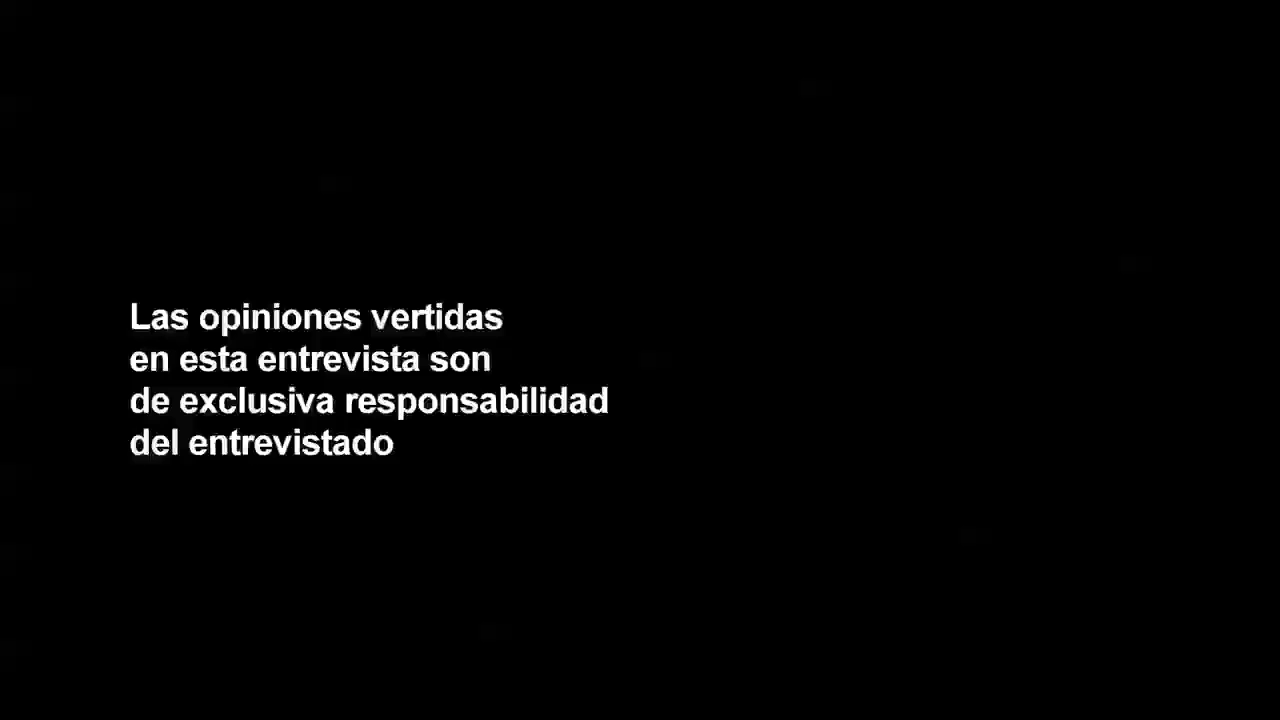 Las opiniones vertidas
en esta entrevista son
de exclusiva responsabilidad
del entrevistado